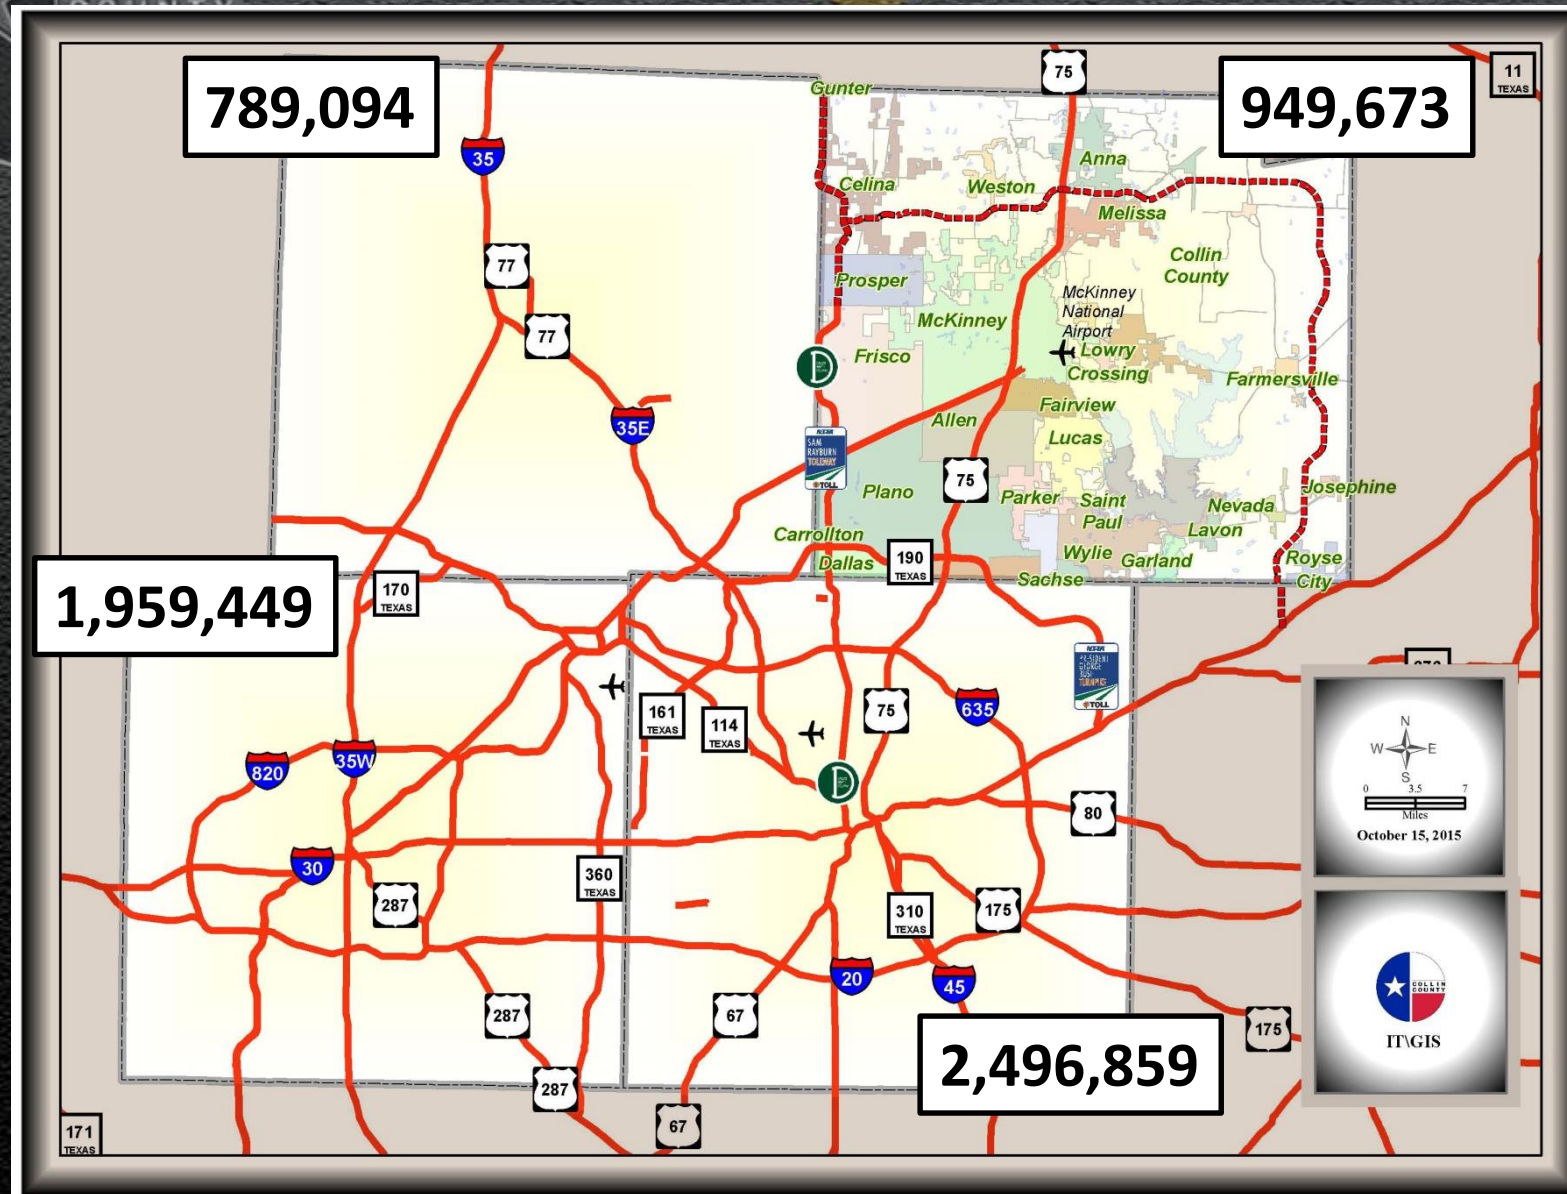 COUNTY
789,094
949,673
1,959,449
2,496,859
75
11
TEXAS
Gunter
35
Anna
Celina
Weston
Melissa
Collin
County
77
Prosper
McKinney
National
Airport
McKinney
77
Frisco
Lowry
Crossing
Farmersville
D
35E
Allen
Fairview
Lucas
SAM
RAYBURN
TOLLWAY
TOLL
75
Plano
Parker
Saint
Paul
Nevada
Josephine
Lavon
Carrollton
Dallas
190
TEXAS
Wylie
Garland
Royse
City
Sachse
170
TEXAS
PRESIDENT
GEORGE
BUSH
TURNPIKE
TOLL
161
TEXAS
114
TEXAS
75
635
820
35W
D
80
N
W
E
S
0
3.5
7
Miles
October 15, 2015
30
287
360
TEXAS
310
TEXAS
175
20
45
287
67
175
COLLIN
COUNTY
IT\GIS
287
67
171
TEXAS